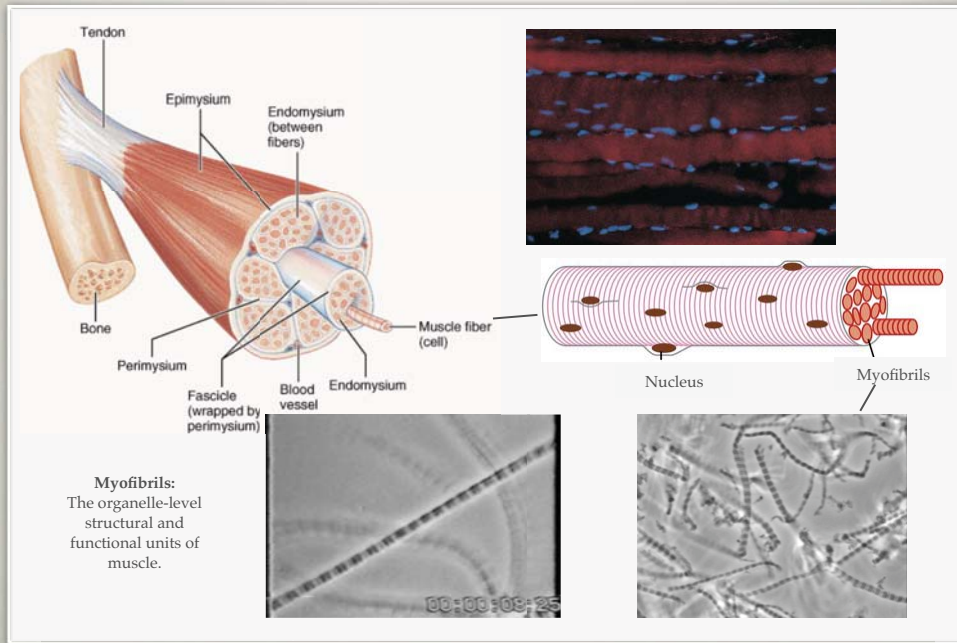 Tendon
Epimysium
Endomysium
(between
fibers)
Bone
Perimysium
Fascicle
(wrapped by
perimysium)
Blood
vessel
Endomysium
Muscle fiber
(cell)
Nucleus
Myofibrils
Myofibrils:
The organelle-level
structural and
functional units of
muscle.
00:00:08:25